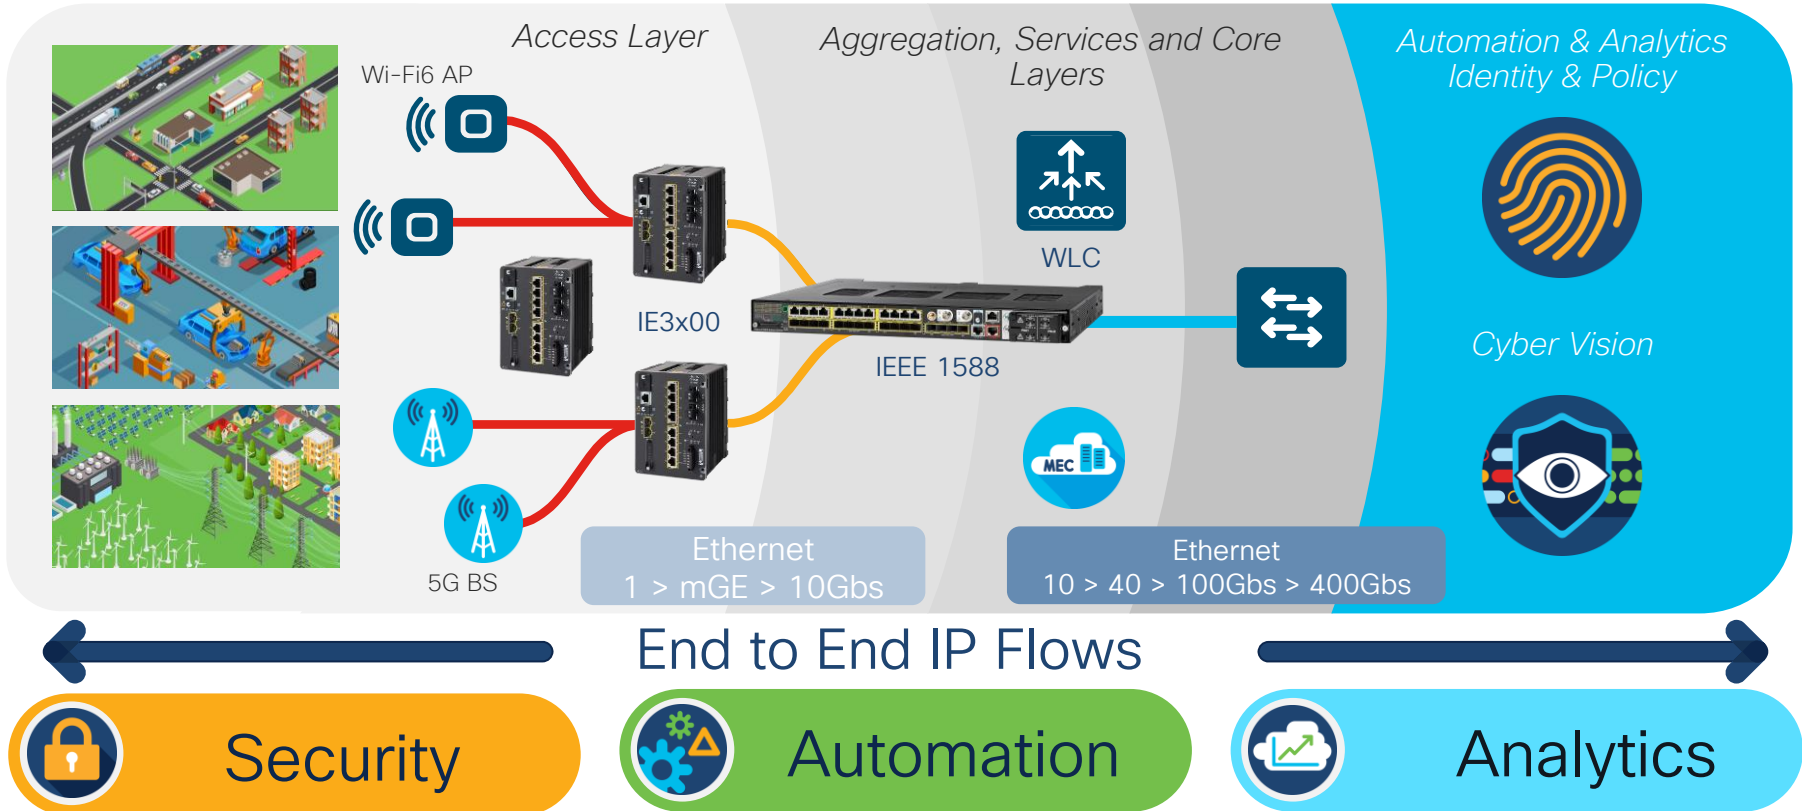 Access Layer
Aggregation, Services and Core
Layers
Automation & Analytics
Identity & Policy
Wi-Fi6 AP
WLC
IE3x00
IEEE 1588
Cyber Vision
MEC
5G BS
Ethernet
1 > mGE > 10Gbs
Ethernet
10 > 40 > 100Gbs > 400Gbs
End to End IP Flows
Security
Automation
Analytics